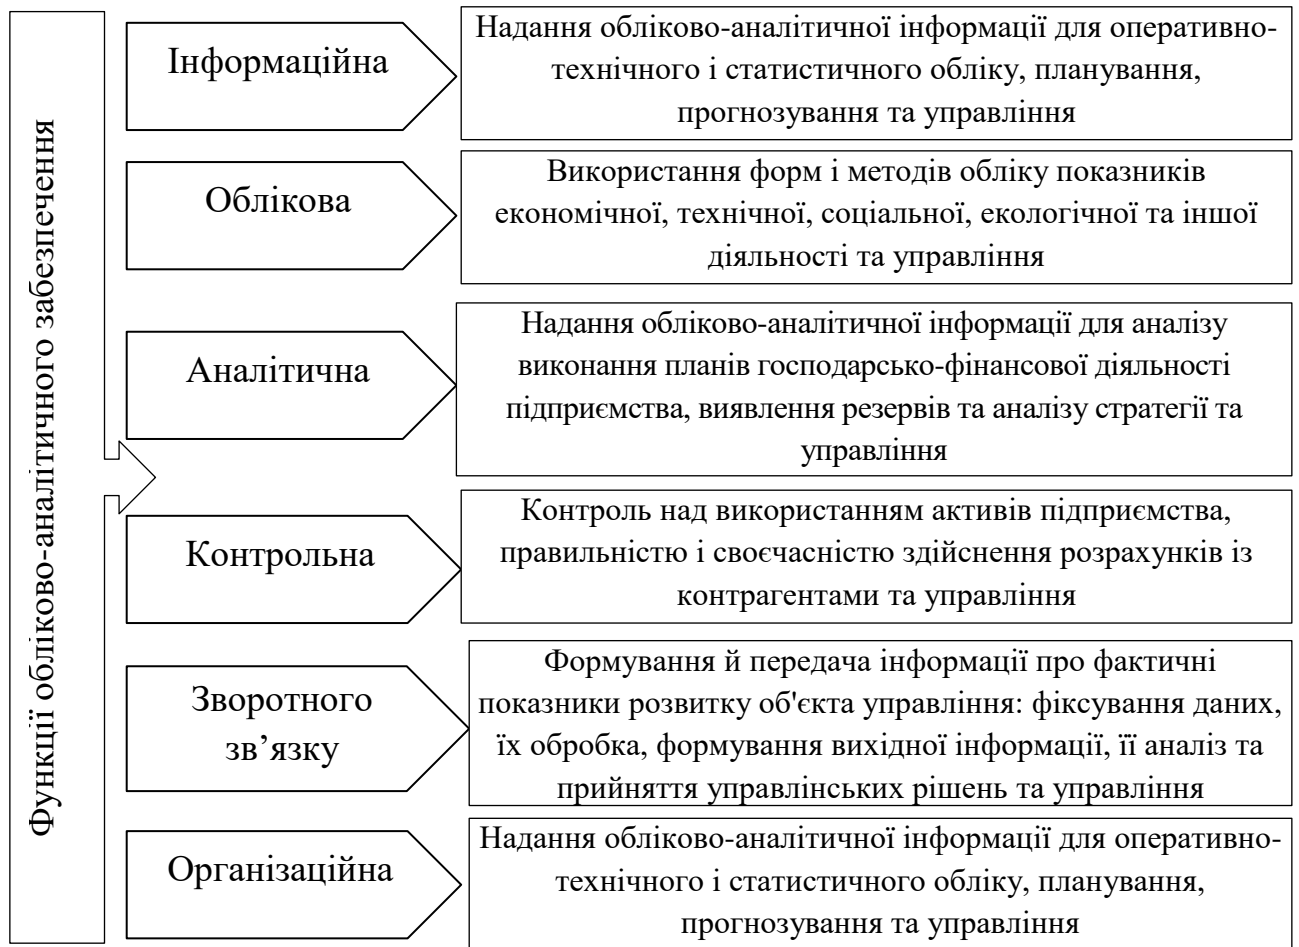 Функції обліково-аналітичного забезпечення
Інформаційна
Надання обліково-аналітичної інформації для оперативно-
технічного і статистичного обліку, планування,
прогнозування та управління
Облікова
Використання форм і методів обліку показників
економічної, технічної, соціальної, екологічної та іншої
діяльності та управління
Аналітична
Надання обліково-аналітичної інформації для аналізу
виконання планів господарсько-фінансової діяльності
підприємства, виявлення резервів та аналізу стратегії та
управління
Контрольна
Контроль над використанням активів підприємства,
правильністю і своєчасністю здійснення розрахунків із
контрагентами та управління
Зворотного
зв’язку
Формування й передача інформації про фактичні
показники розвитку об'єкта управління: фіксування даних,
їх обробка, формування вихідної інформації, її аналіз та
прийняття управлінських рішень та управління
Організаційна
Надання обліково-аналітичної інформації для оперативно-
технічного і статистичного обліку, планування,
прогнозування та управління